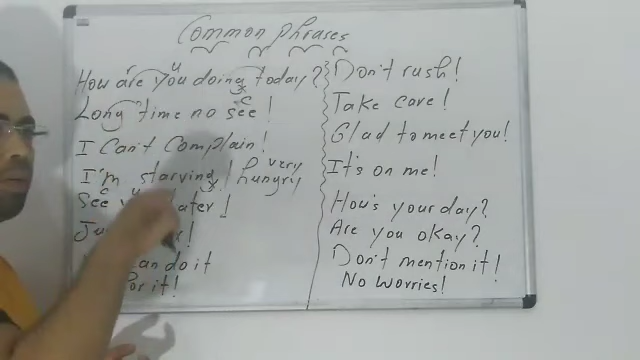 Common phrases
How are you doing today?
Long time no see!
I Can't Complain!
I'm starving! very
hungry
See later!
an do it
or it!
Don't rush!
Take care!
Glad to meet you!
It's on me!
How's your day?
Are you okay?
Don't mention it!
No worries!